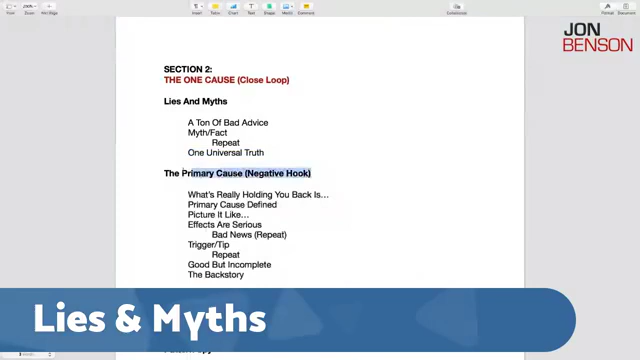 JON
BENSON
SECTION 2:
THE ONE CAUSE (Close Loop)
Lies And Myths
A Ton Of Bad Advice
Myth/Fact
Repeat
One Universal Truth
The Primary Cause (Negative Hook)
What's Really Holding You Back Is…
Primary Cause Defined
Picture It Like…
Effects Are Serious
Bad News (Repeat)
Trigger/Tip
Repeat
Good But Incomplete
The Backstory
Lies & Myths